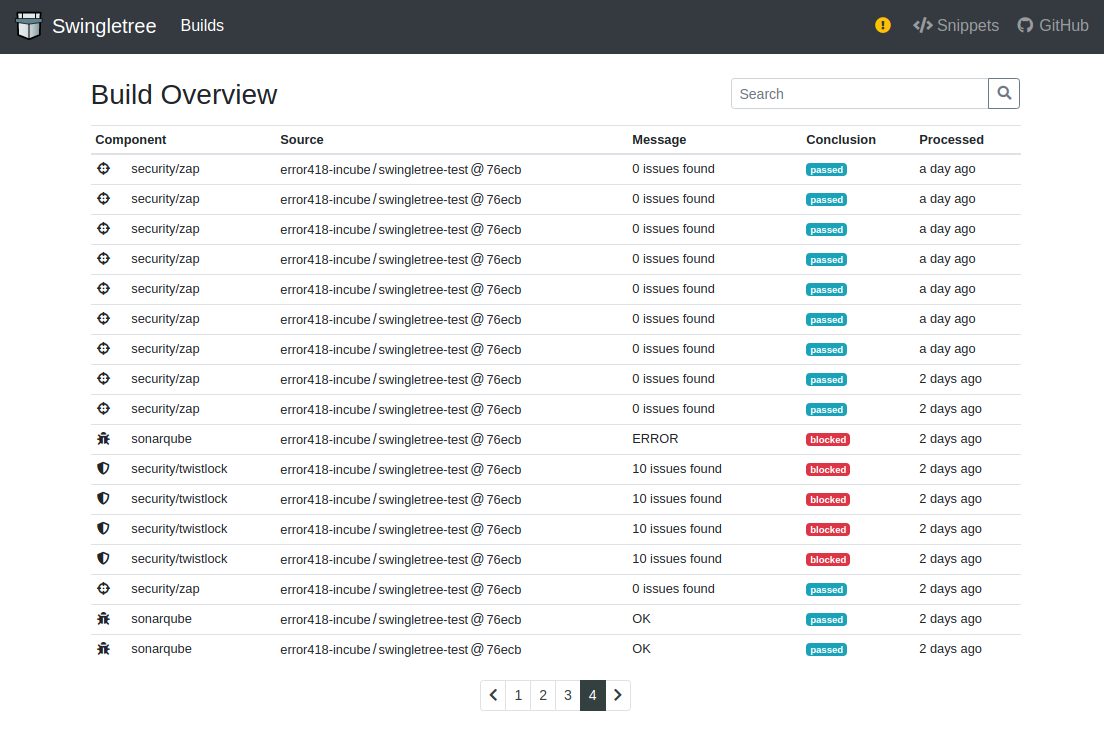 Swingletree Builds Snippets GitHub
Build Overview Search
Component Source Message Conclusion Processed
security/zap error418-incube / swingletree-test @ 76ecb 0 issues found passed a day ago
security/zap error418-incube / swingletree-test @ 76ecb 0 issues found passed a day ago
security/zap error418-incube / swingletree-test @ 76ecb 0 issues found passed a day ago
security/zap error418-incube / swingletree-test @ 76ecb 0 issues found passed a day ago
security/zap error418-incube / swingletree-test @ 76ecb 0 issues found passed a day ago
security/zap error418-incube / swingletree-test @ 76ecb 0 issues found passed a day ago
security/zap error418-incube / swingletree-test @ 76ecb 0 issues found passed a day ago
security/zap error418-incube / swingletree-test @ 76ecb 0 issues found passed 2 days ago
security/zap error418-incube / swingletree-test @ 76ecb 0 issues found passed 2 days ago
sonarqube error418-incube / swingletree-test @ 76ecb ERROR blocked 2 days ago
security/twistlock error418-incube / swingletree-test @ 76ecb 10 issues found blocked 2 days ago
security/twistlock error418-incube / swingletree-test @ 76ecb 10 issues found blocked 2 days ago
security/twistlock error418-incube / swingletree-test @ 76ecb 10 issues found blocked 2 days ago
security/twistlock error418-incube / swingletree-test @ 76ecb 10 issues found blocked 2 days ago
security/zap error418-incube / swingletree-test @ 76ecb 0 issues found passed 2 days ago
sonarqube error418-incube / swingletree-test @ 76ecb OK passed 2 days ago
sonarqube error418-incube / swingletree-test @ 76ecb OK passed 2 days ago
1 2 3 4